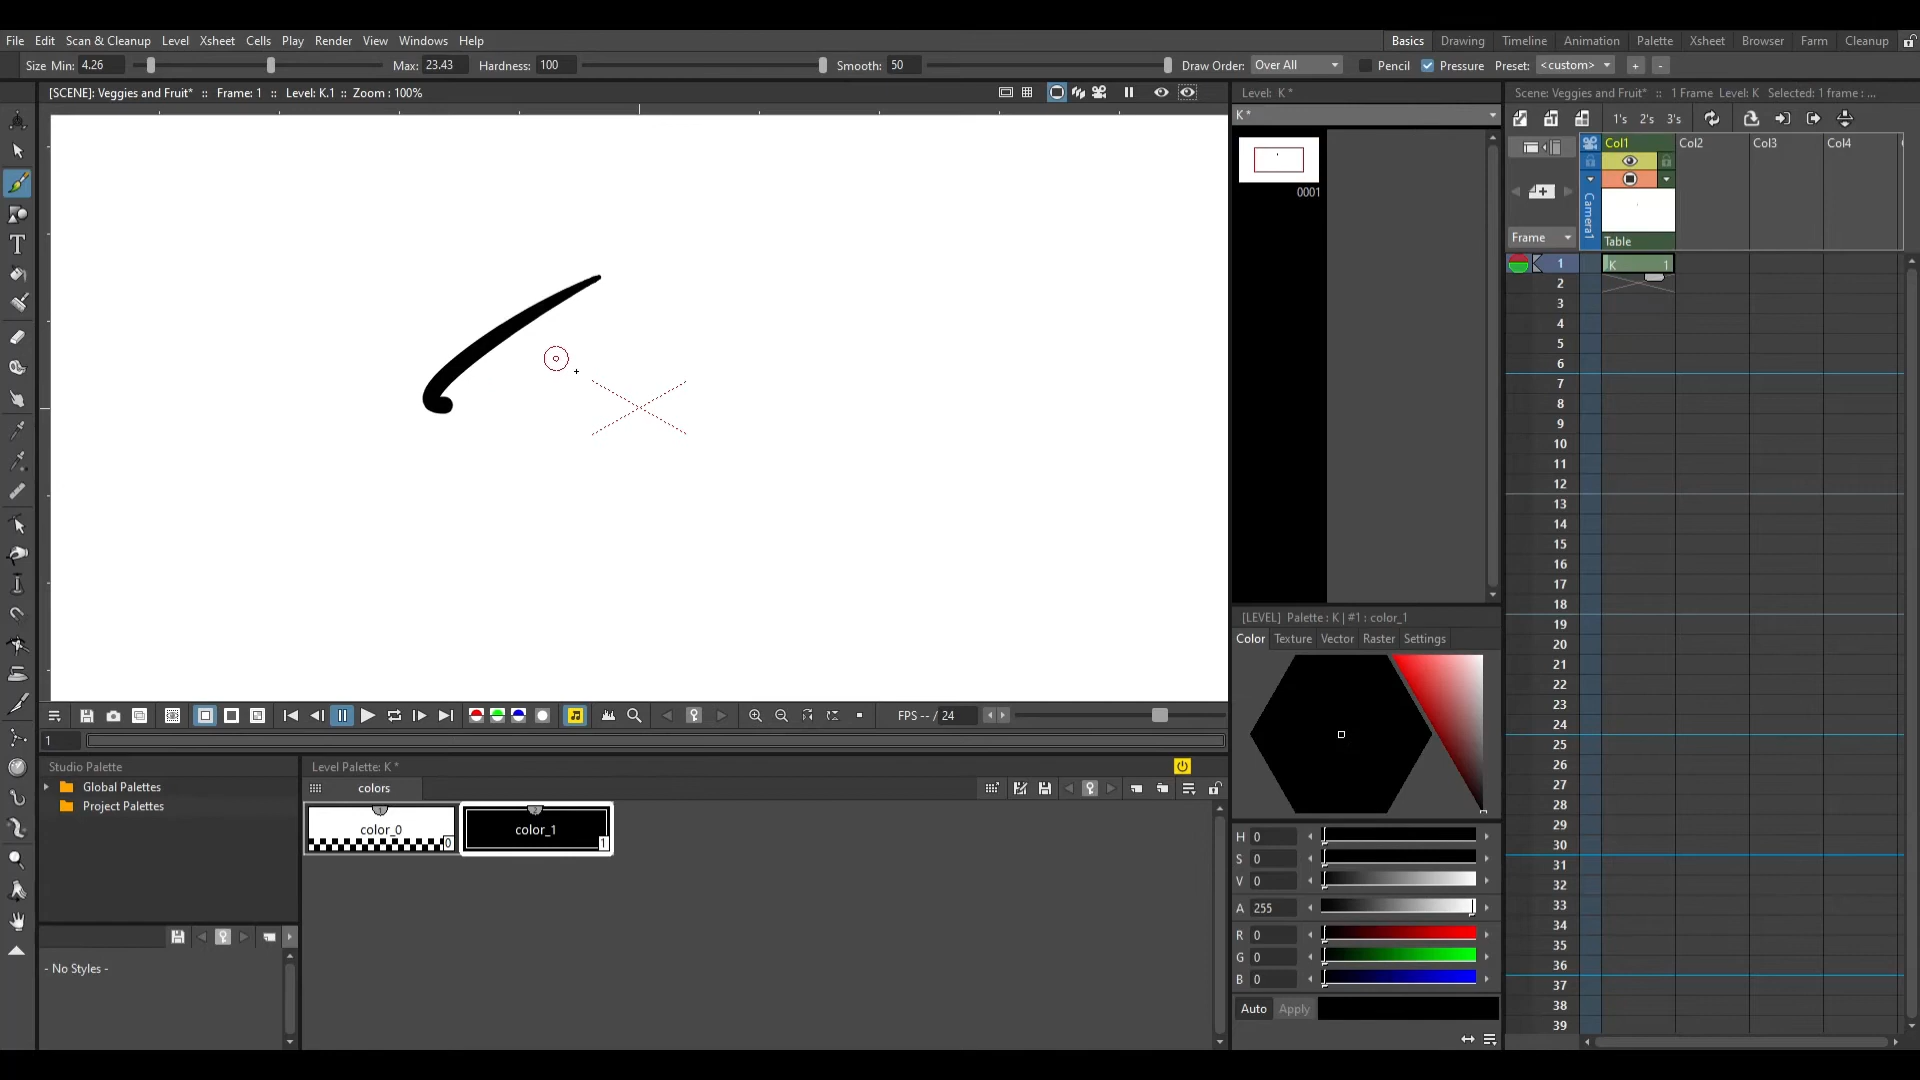 File Edit Scan & Cleanup Level Xsheet Cells Play Render View Windows Help
Basics Drawing Timeline Animation Palette Xsheet Browser Farm Cleanup
Size Min: 4.26 Max: 23.43 Hardness: 100 Smooth: 50 Draw Order: Over All Pencil Pressure Preset: <custom> + -
[SCENE]: Veggies and Fruit* :: Frame: 1 :: Level: K.1 :: Zoom : 100%
Level: K *
Scene: Veggies and Fruit* :: 1 Frame Level: K Selected: 1 frame : ...
K *
1's 2's 3's
0001
Col1 Col2 Col3 Col4
Camera1
Frame
Table
K 1
1
2
3
4
5
6
7
8
9
10
11
12
13
14
15
16
17
18
19
20
21
22
23
24
25
26
27
28
29
30
31
32
33
34
35
36
37
38
39
[LEVEL] Palette : K | #1 : color_1
Color Texture Vector Raster Settings
FPS -- / 24
1
Studio Palette
Global Palettes
Project Palettes
- No Styles -
Level Palette: K *
colors
color_0 0
color_1 1
H 0
S 0
V 0
A 255
R 0
G 0
B 0
Auto Apply